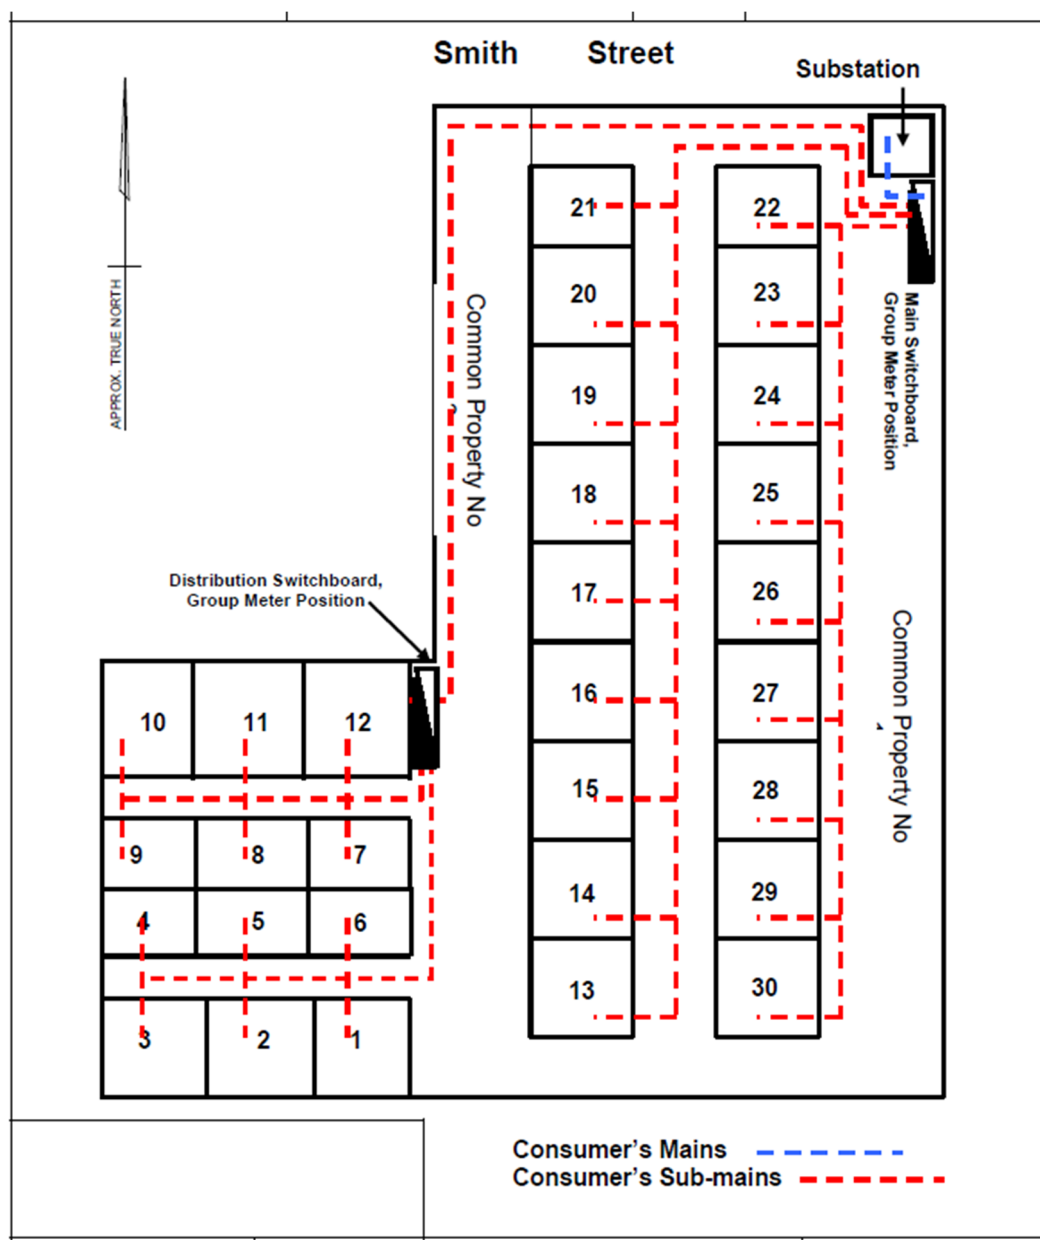 Smith Street
Substation
21
22
20
23
19
24
18
25
17
26
16
27
15
28
14
29
13
30
APPROX. TRUE NORTH
Common Property No
Main Switchboard,
Group Meter Position
Distribution Switchboard,
Group Meter Position
Common Property No
10 11 12
9 8 7
4 5 6
3 2 1
Consumer's Mains
Consumer's Sub-mains